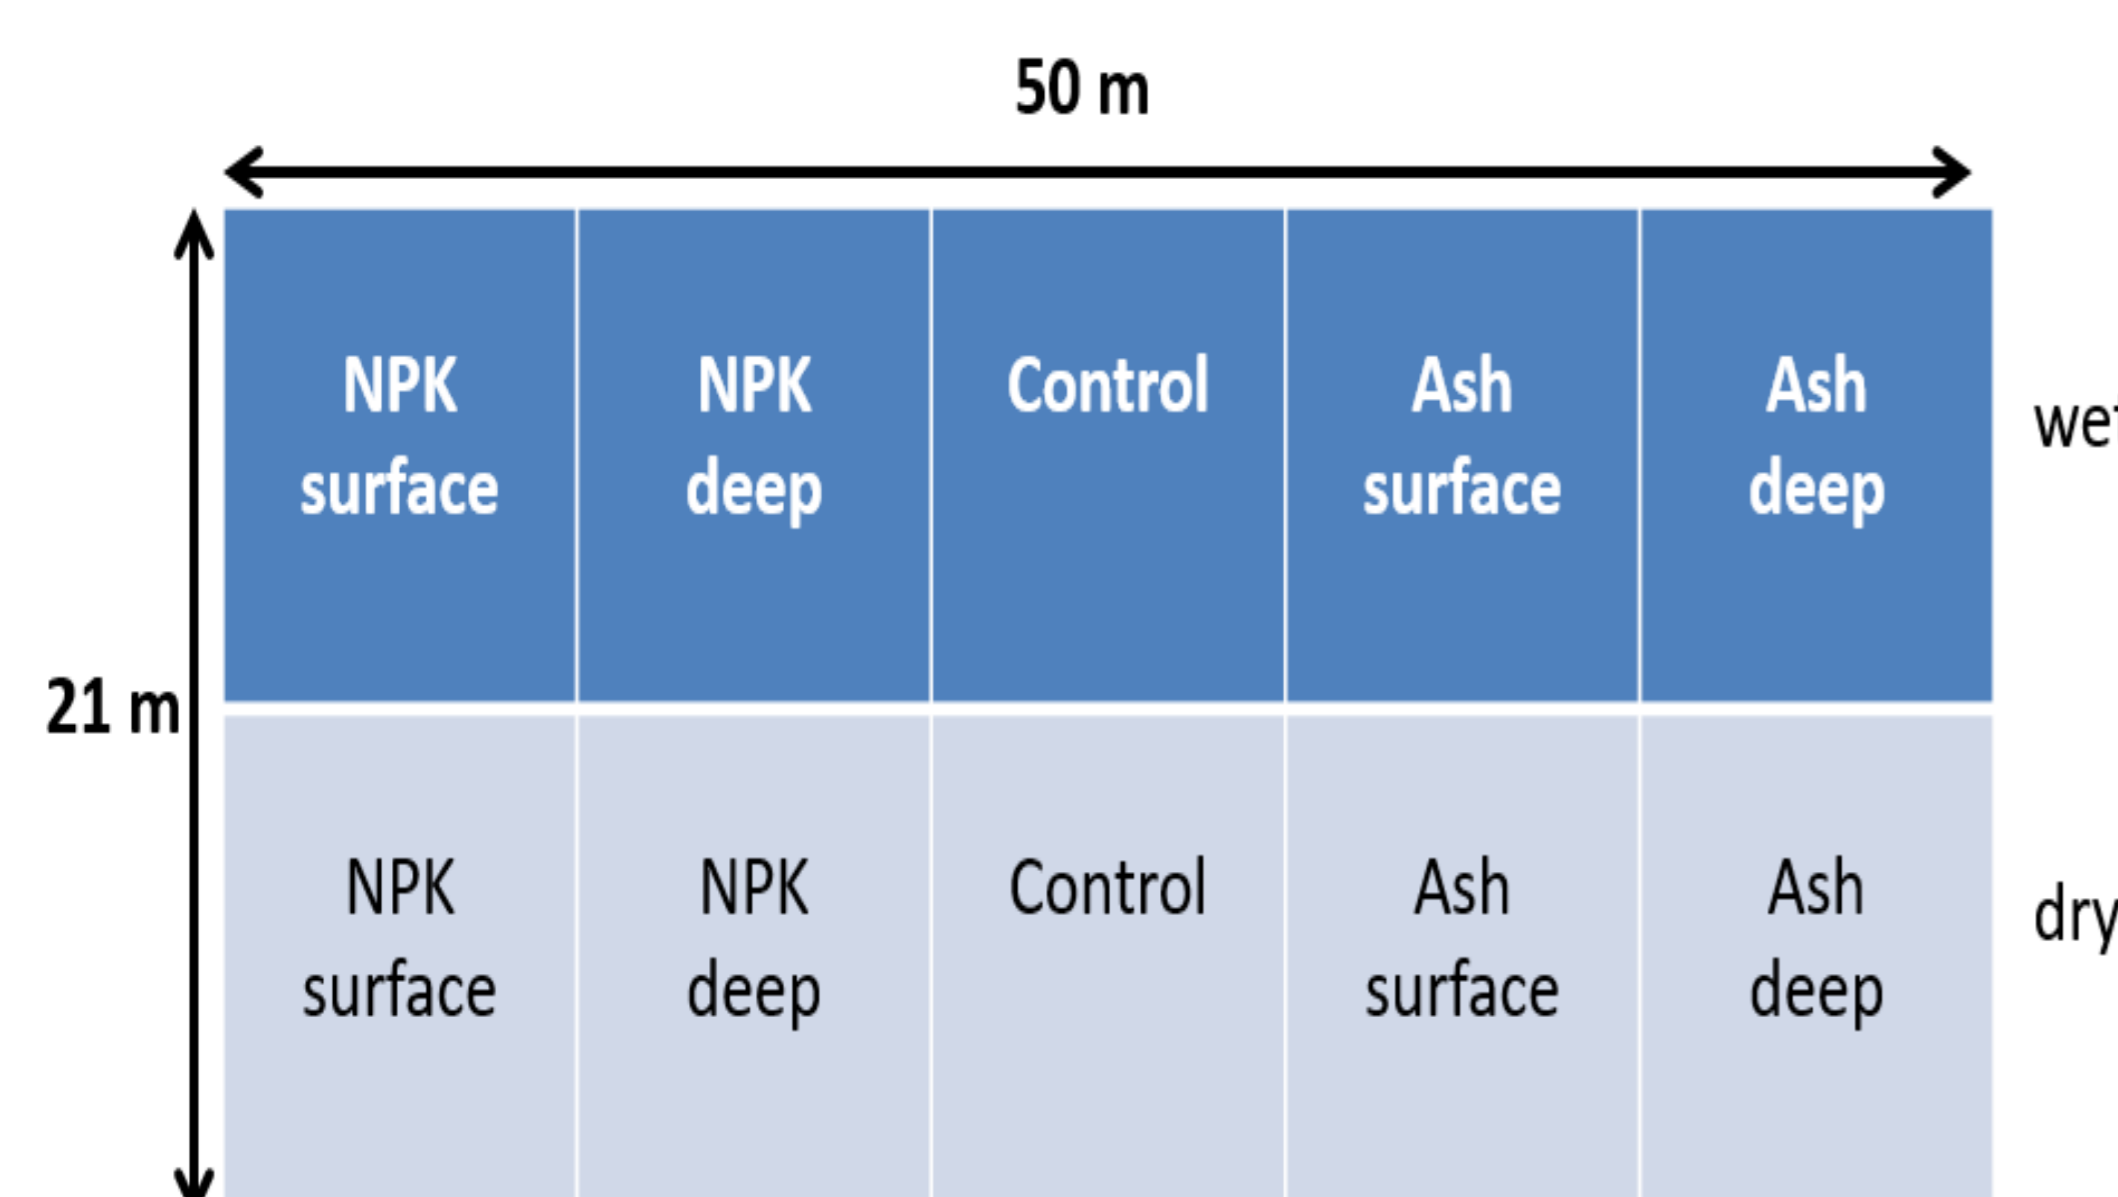 50 m
NPK
surface
NPK
deep
Control
Ash
surface
Ash
deep
21 m
NPK
surface
NPK
deep
Control
Ash
surface
Ash
deep
dry